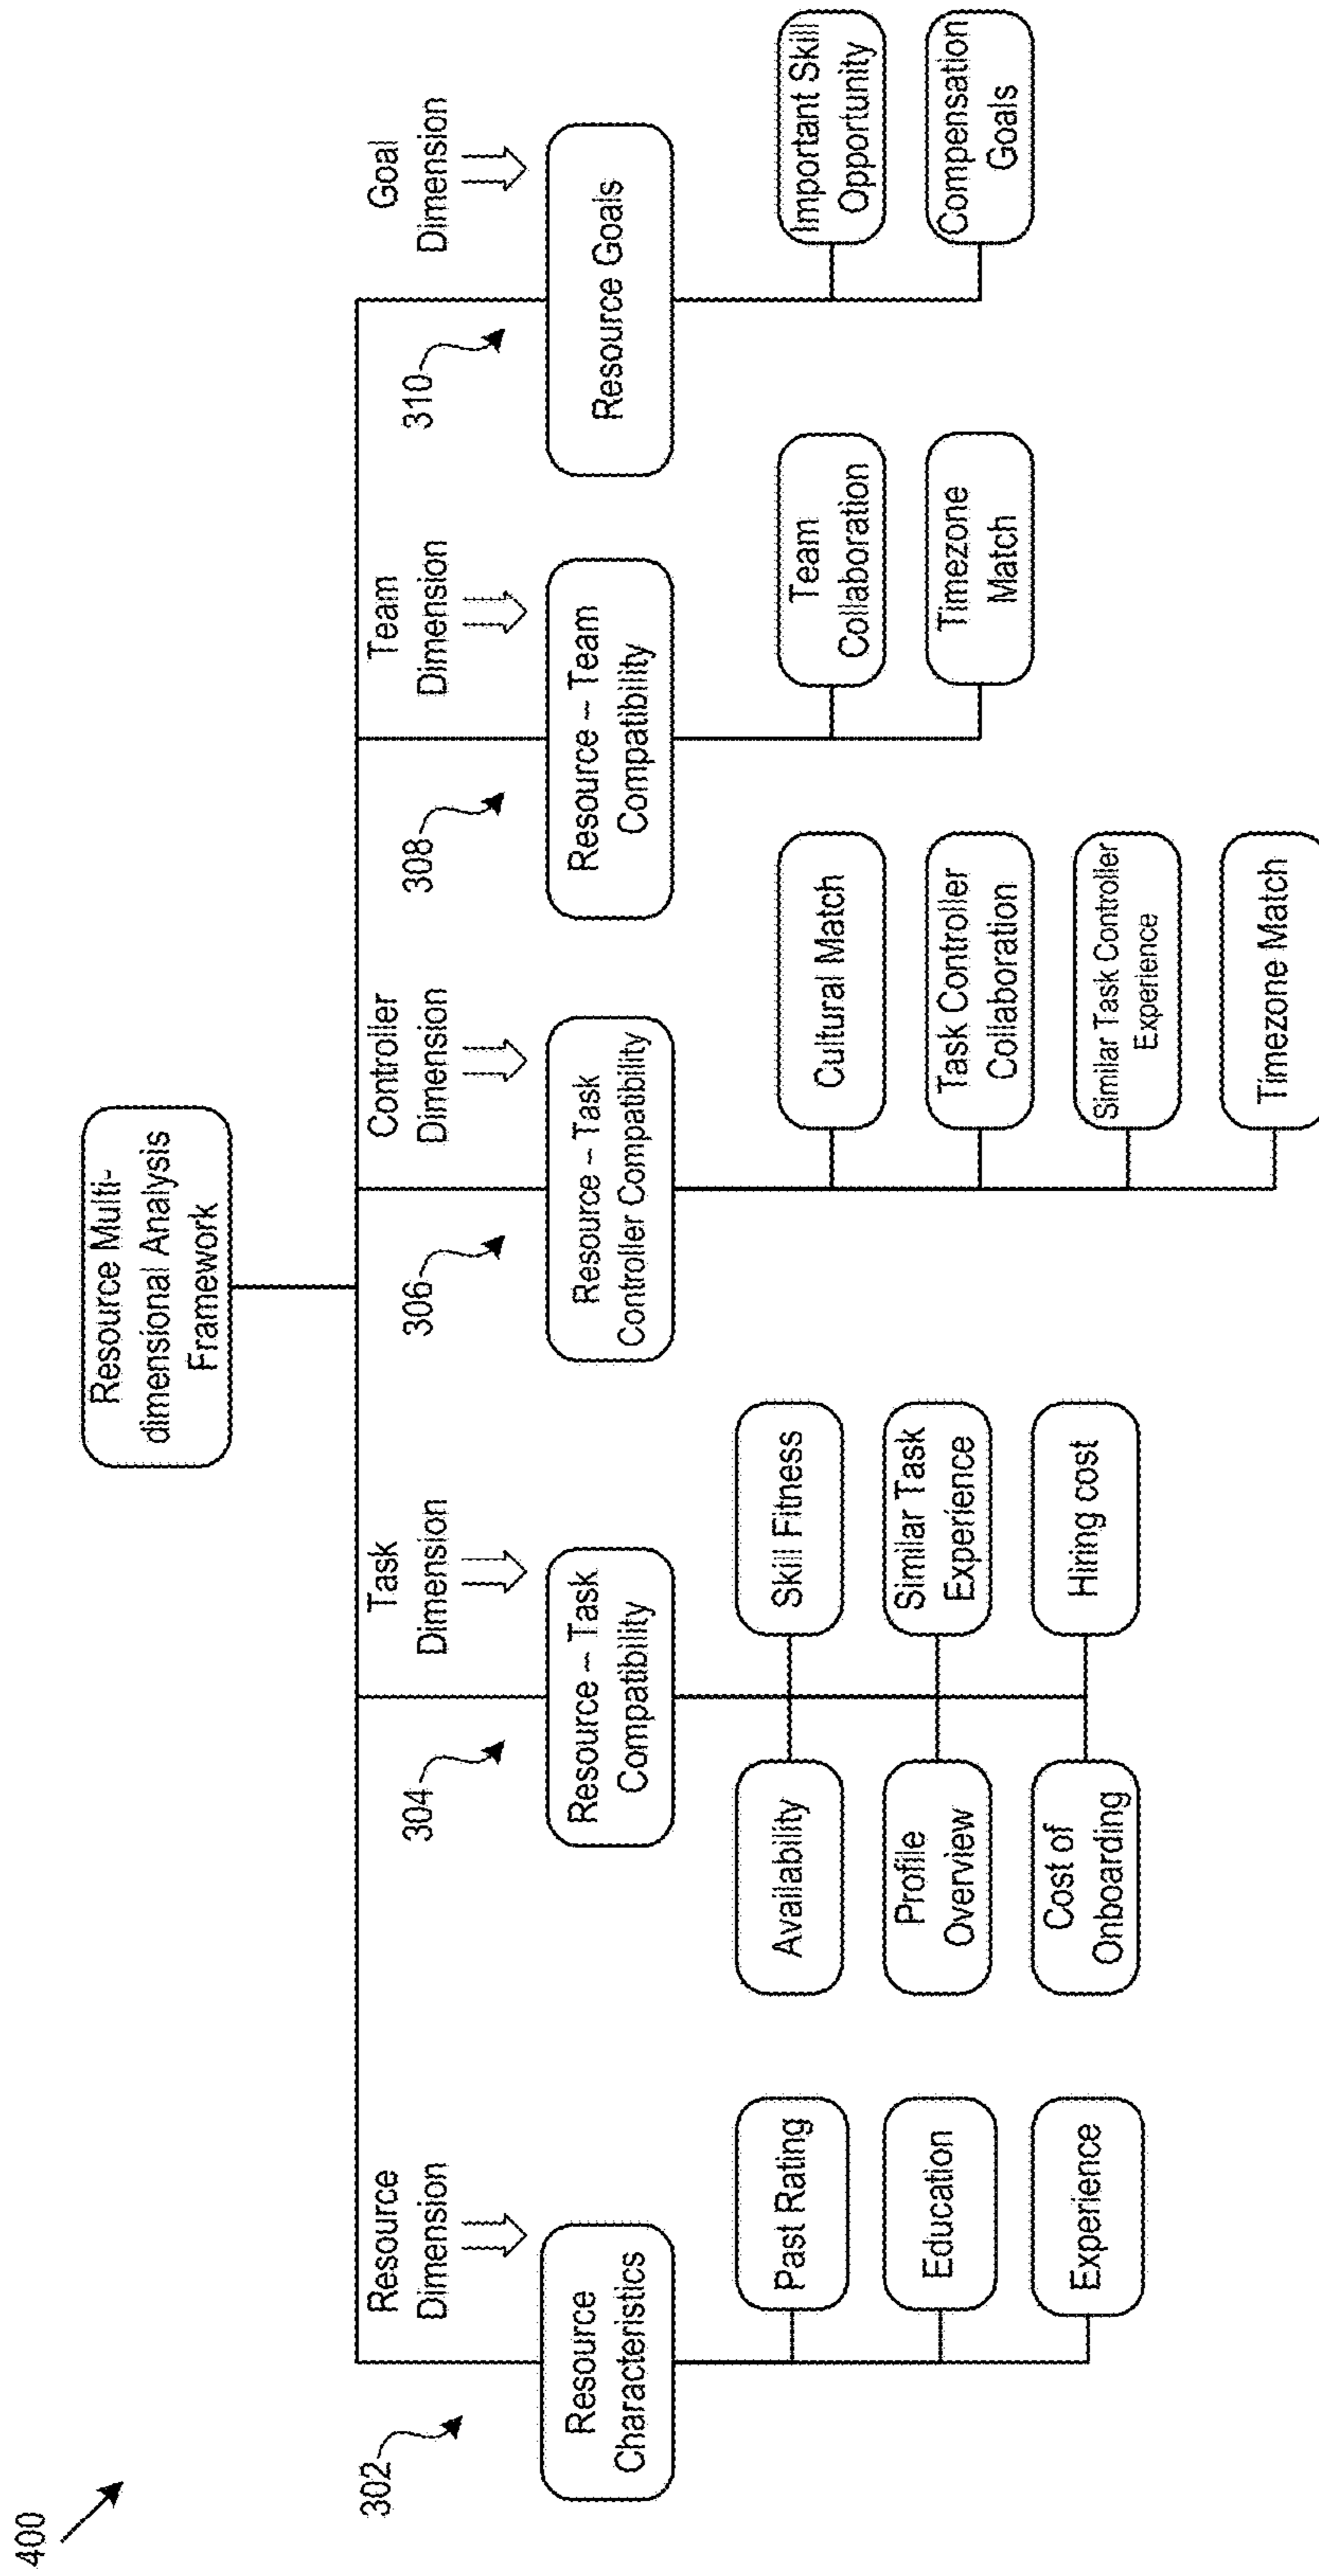 400
Resource Multi-
dimensional Analysis
Framework
302
Resource
Dimension
Resource
Characteristics
Past Rating
Education
Experience
304
Task
Dimension
Resource – Task
Compatibility
Availability
Skill Fitness
Profile
Overview
Similar Task
Experience
Cost of
Onboarding
Hiring cost
306
Controller
Dimension
Resource – Task
Controller Compatibility
Cultural Match
Task Controller
Collaboration
Similar Task Controller
Experience
Timezone Match
308
Team
Dimension
Resource – Team
Compatibility
Team
Collaboration
Timezone
Match
310
Goal
Dimension
Resource Goals
Important Skill
Opportunity
Compensation
Goals